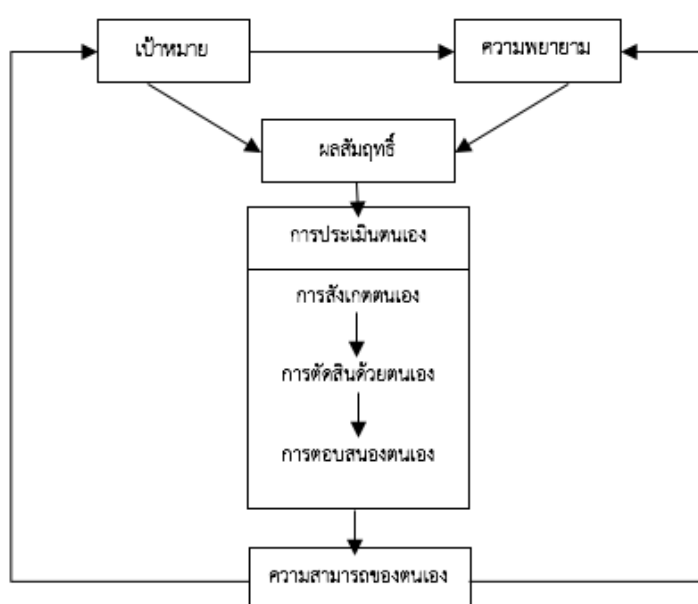 เป้าหมาย
ความพยายาม
ผลสัมฤทธิ์
การประเมินตนเอง
การสังเกตตนเอง
การตัดสินด้วยตนเอง
การตอบสนองตนเอง
ความสามารถของตนเอง